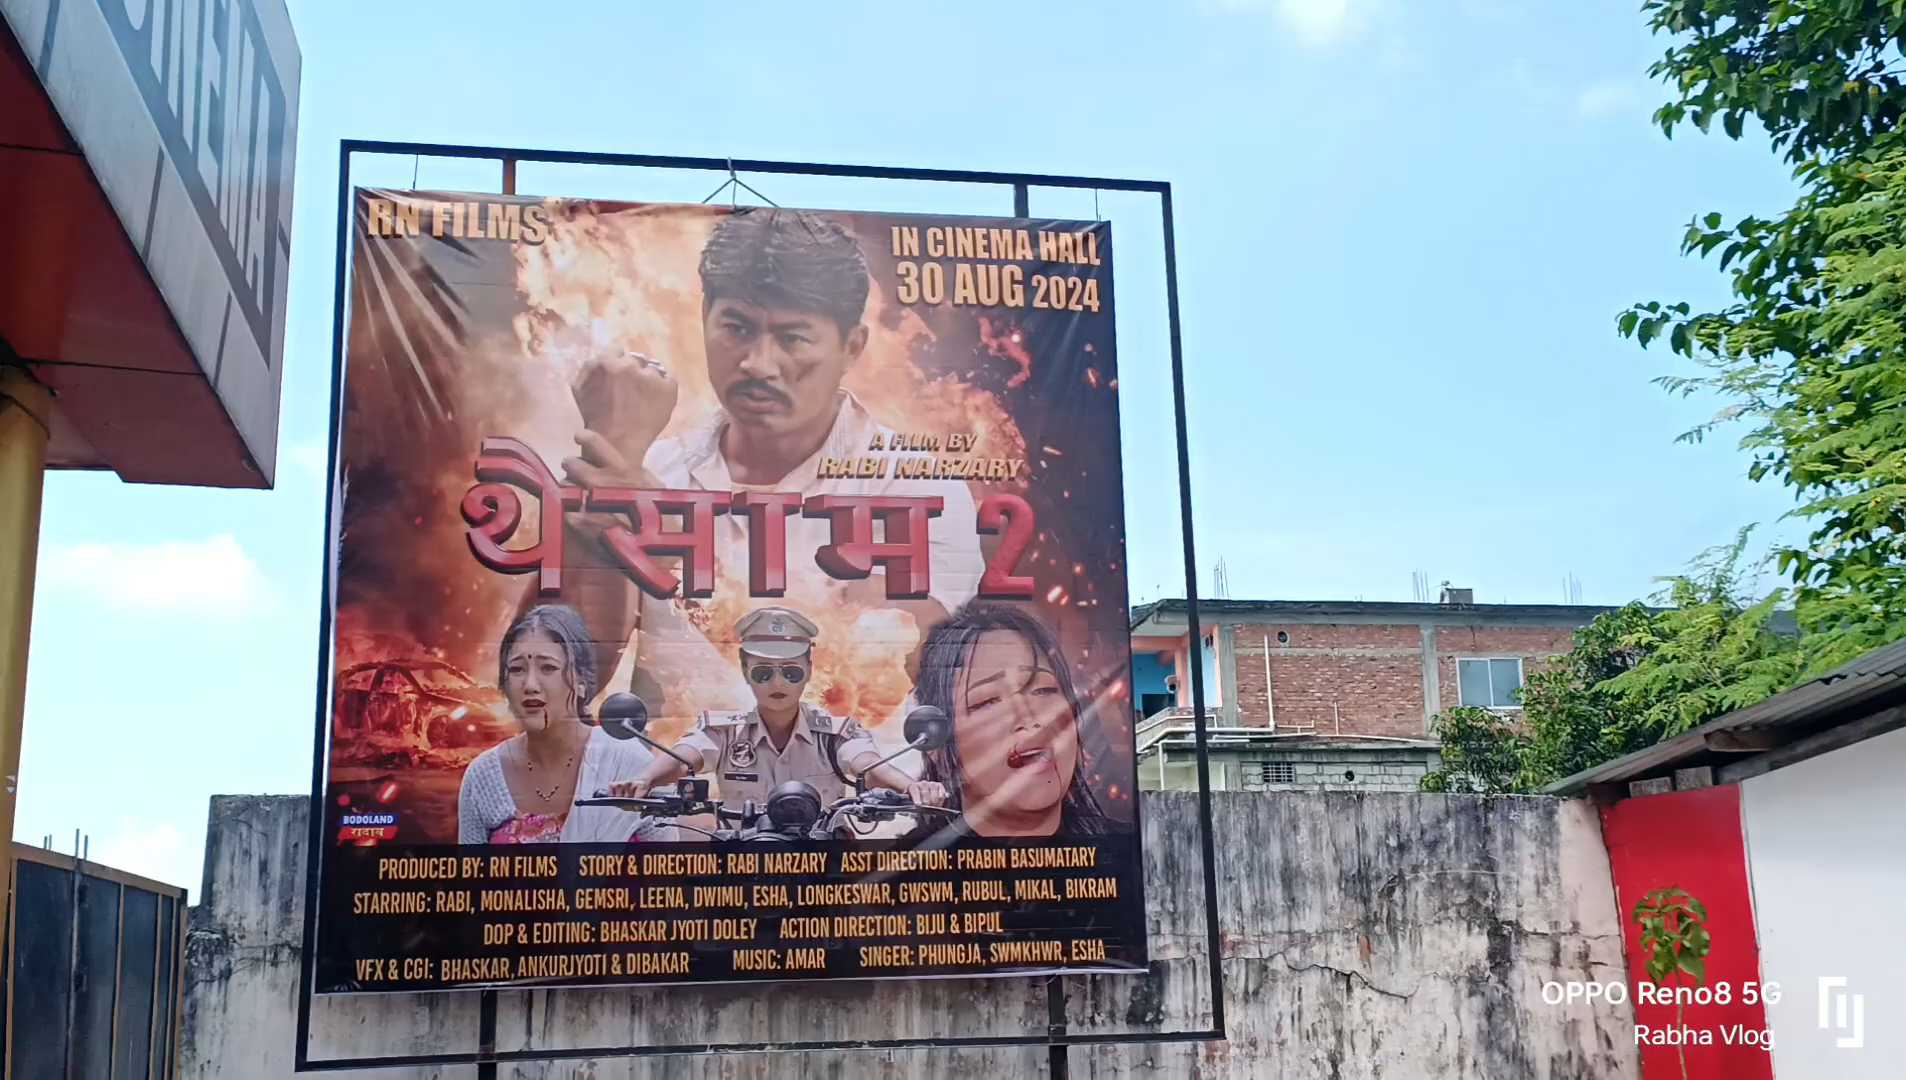 CINEMA
RN FILMS
IN CINEMA HALL
30 AUG 2024
A FILM BY
RABI NARZARY
थैसाम 2
BODOLAND
रादाब
PRODUCED BY: RN FILMS STORY & DIRECTION: RABI NARZARY ASST DIRECTION: PRABIN BASUMATARY
STARRING: RABI, MONALISHA, GEMSRI, LEENA, DWIMU, ESHA, LONGKESWAR, GWSWM, RUBUL, MIKAL, BIKRAM
DOP & EDITING: BHASKAR JYOTI DOLEY ACTION DIRECTION: BIJU & BIPUL
VFX & CGI: BHASKAR, ANKURJYOTI & DIBAKAR MUSIC: AMAR SINGER: PHUNGJA, SWMKHWR, ESHA
OPPO Reno8 5G
Rabha Vlog